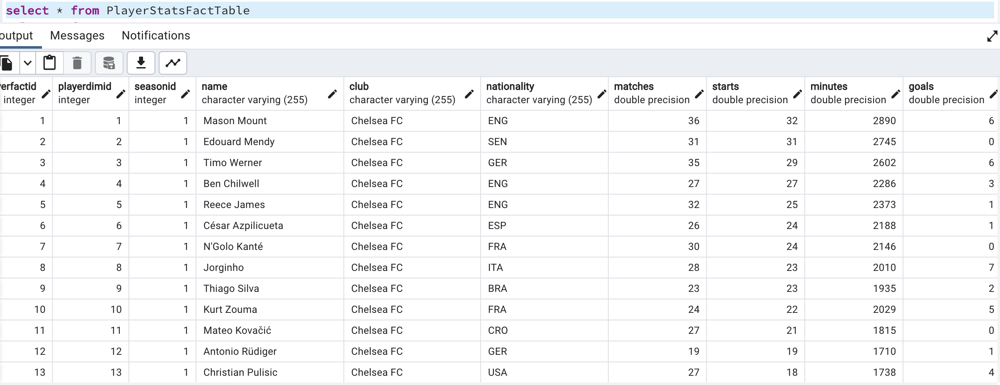 select * from PlayerStatsFactTable
output Messages Notifications
erfactid playerdimid seasonid name club nationality matches starts minutes goals
integer integer integer character varying (255) character varying (255) character varying (255) double precision double precision double precision double precision
1 1 1 Mason Mount Chelsea FC ENG 36 32 2890 6
2 2 1 Edouard Mendy Chelsea FC SEN 31 31 2745 0
3 3 1 Timo Werner Chelsea FC GER 35 29 2602 6
4 4 1 Ben Chilwell Chelsea FC ENG 27 27 2286 3
5 5 1 Reece James Chelsea FC ENG 32 25 2373 1
6 6 1 César Azpilicueta Chelsea FC ESP 26 24 2188 1
7 7 1 N'Golo Kanté Chelsea FC FRA 30 24 2146 0
8 8 1 Jorginho Chelsea FC ITA 28 23 2010 7
9 9 1 Thiago Silva Chelsea FC BRA 23 23 1935 2
10 10 1 Kurt Zouma Chelsea FC FRA 24 22 2029 5
11 11 1 Mateo Kovačić Chelsea FC CRO 27 21 1815 0
12 12 1 Antonio Rüdiger Chelsea FC GER 19 19 1710 1
13 13 1 Christian Pulisic Chelsea FC USA 27 18 1738 4